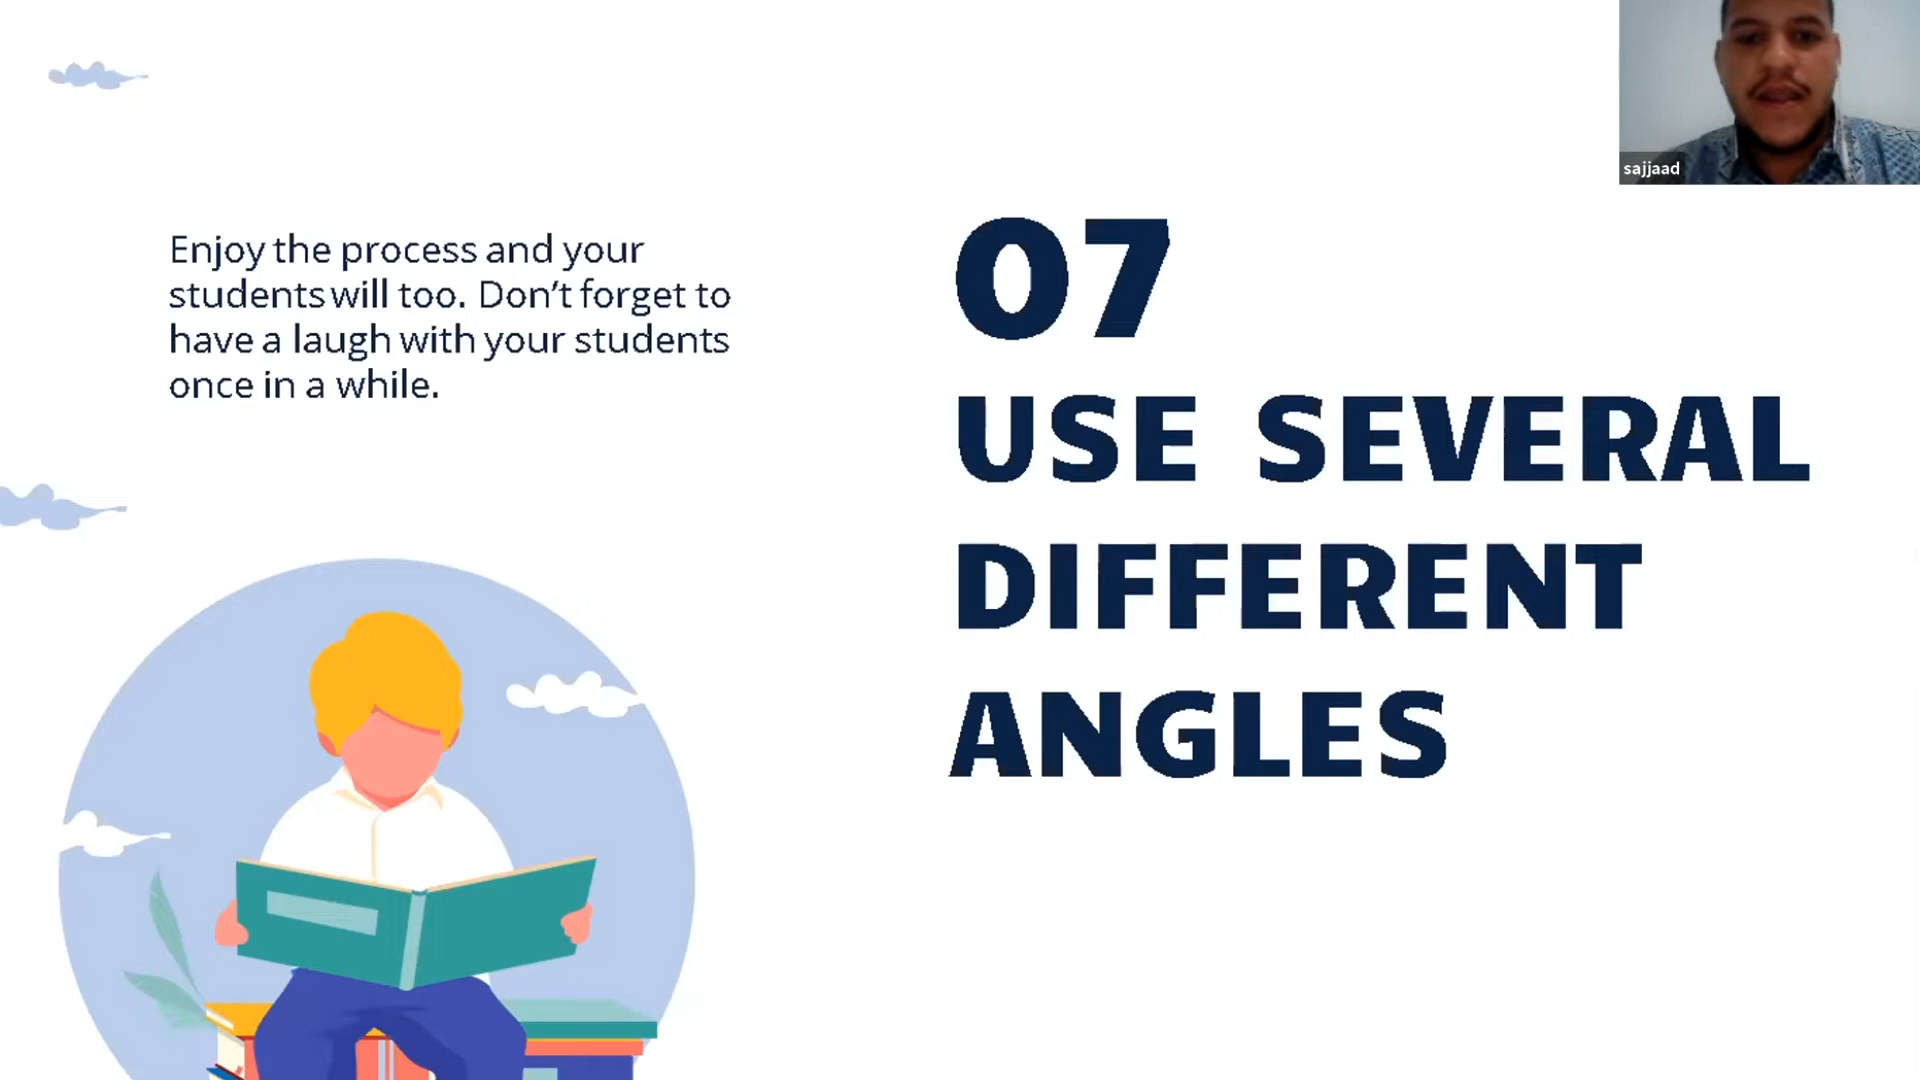 sajjaad
Enjoy the process and your
students will too. Don’t forget to
have a laugh with your students
once in a while.
07
USE SEVERAL
DIFFERENT
ANGLES